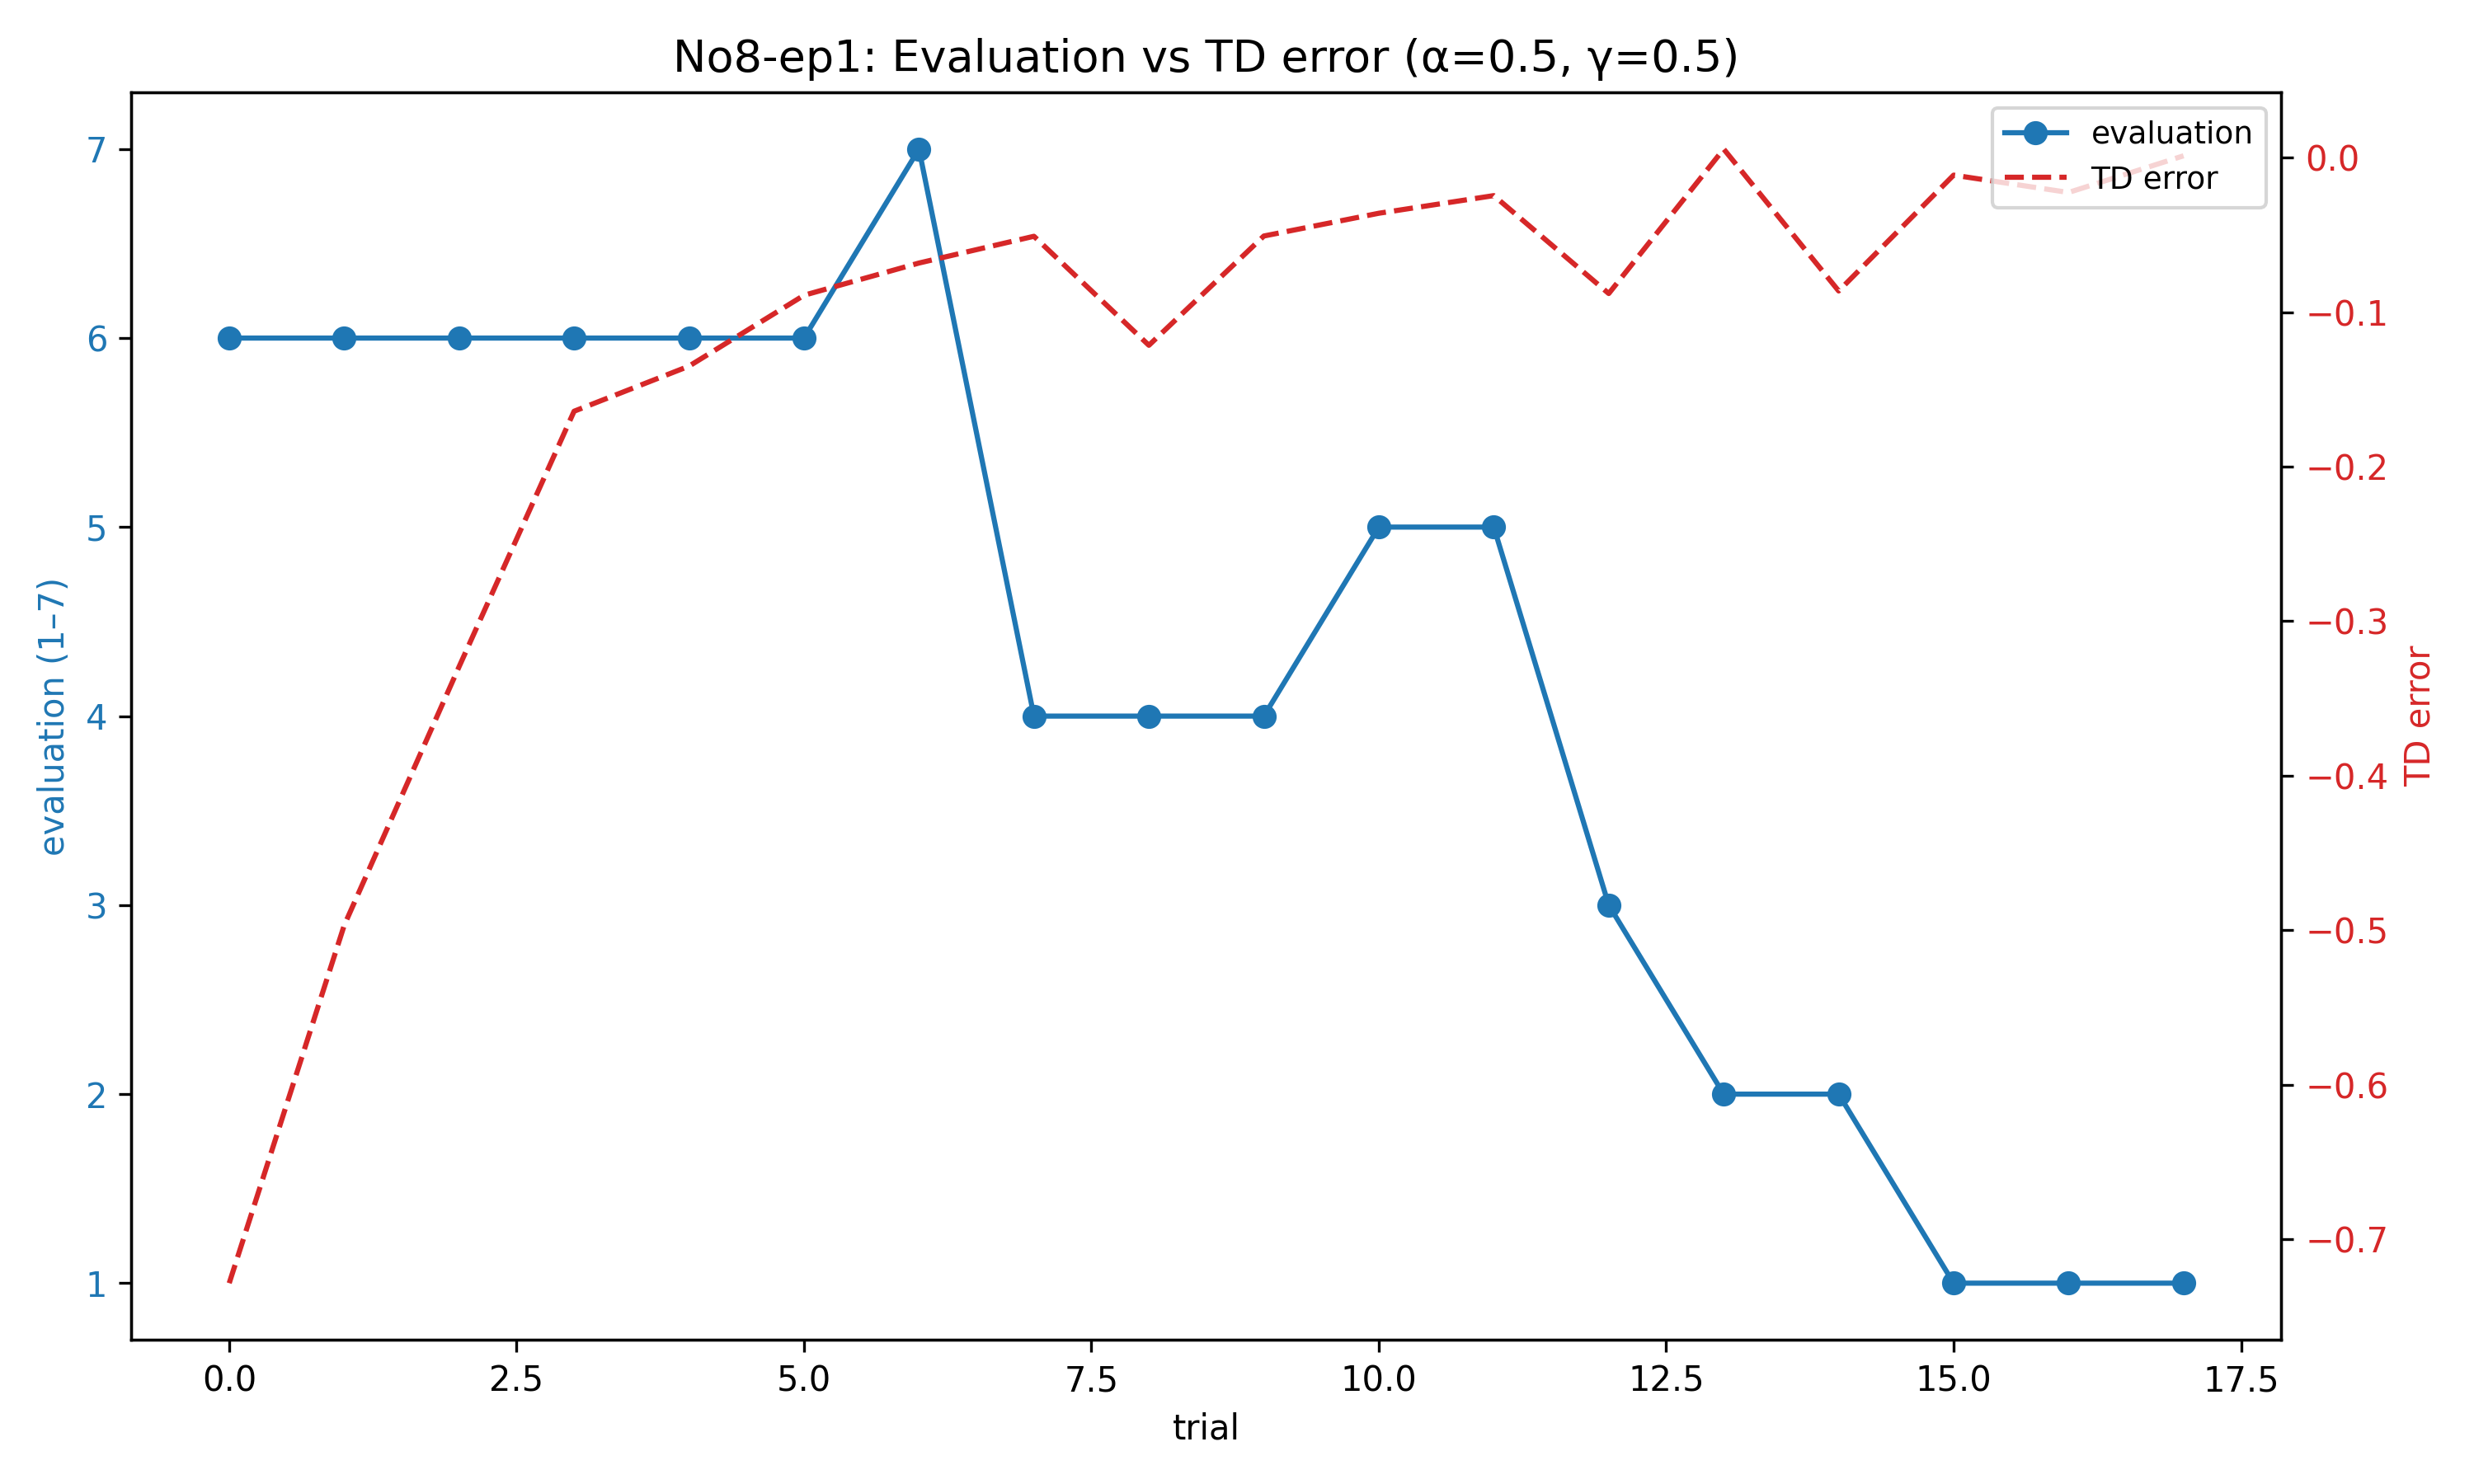 No8-ep1: Evaluation vs TD error (α=0.5, γ=0.5)
evaluation
TD error
7
6
5
4
3
2
1
evaluation (1–7)
0.0
−0.1
−0.2
−0.3
−0.4
−0.5
−0.6
−0.7
TD error
0.0 2.5 5.0 7.5 10.0 12.5 15.0 17.5
trial